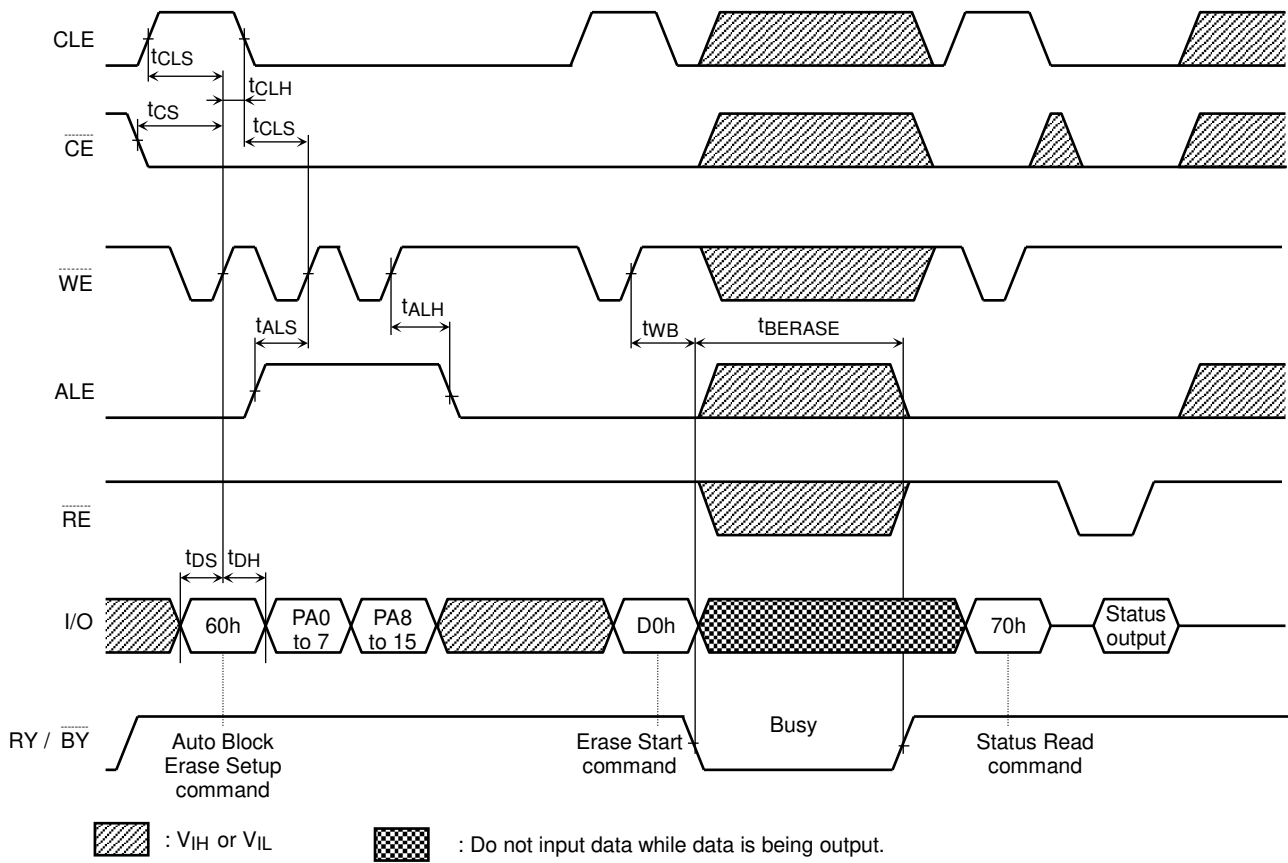 CLE
tCLS
tCLH
tCS
tCLS
CE
WE
tALS
tALH
tWB
tBERASE
ALE
RE
tDS
tDH
I/O
60h
PA0
to 7
PA8
to 15
D0h
70h
Status
output
RY / BY
Busy
Auto Block
Erase Setup
command
Erase Start
command
Status Read
command
: VIH or VIL
: Do not input data while data is being output.